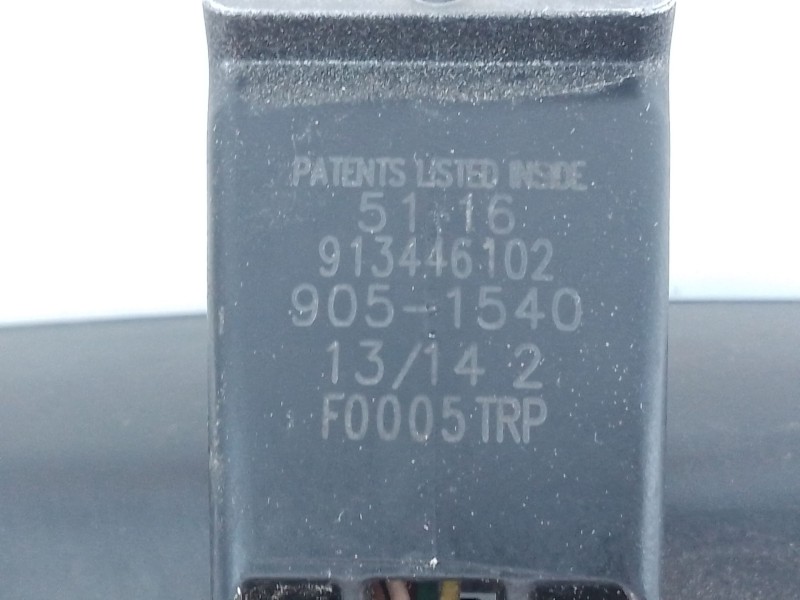 PATENTS LISTED INSIDE
51-16
913446102
905-1540
13/14 2
F0005TRP